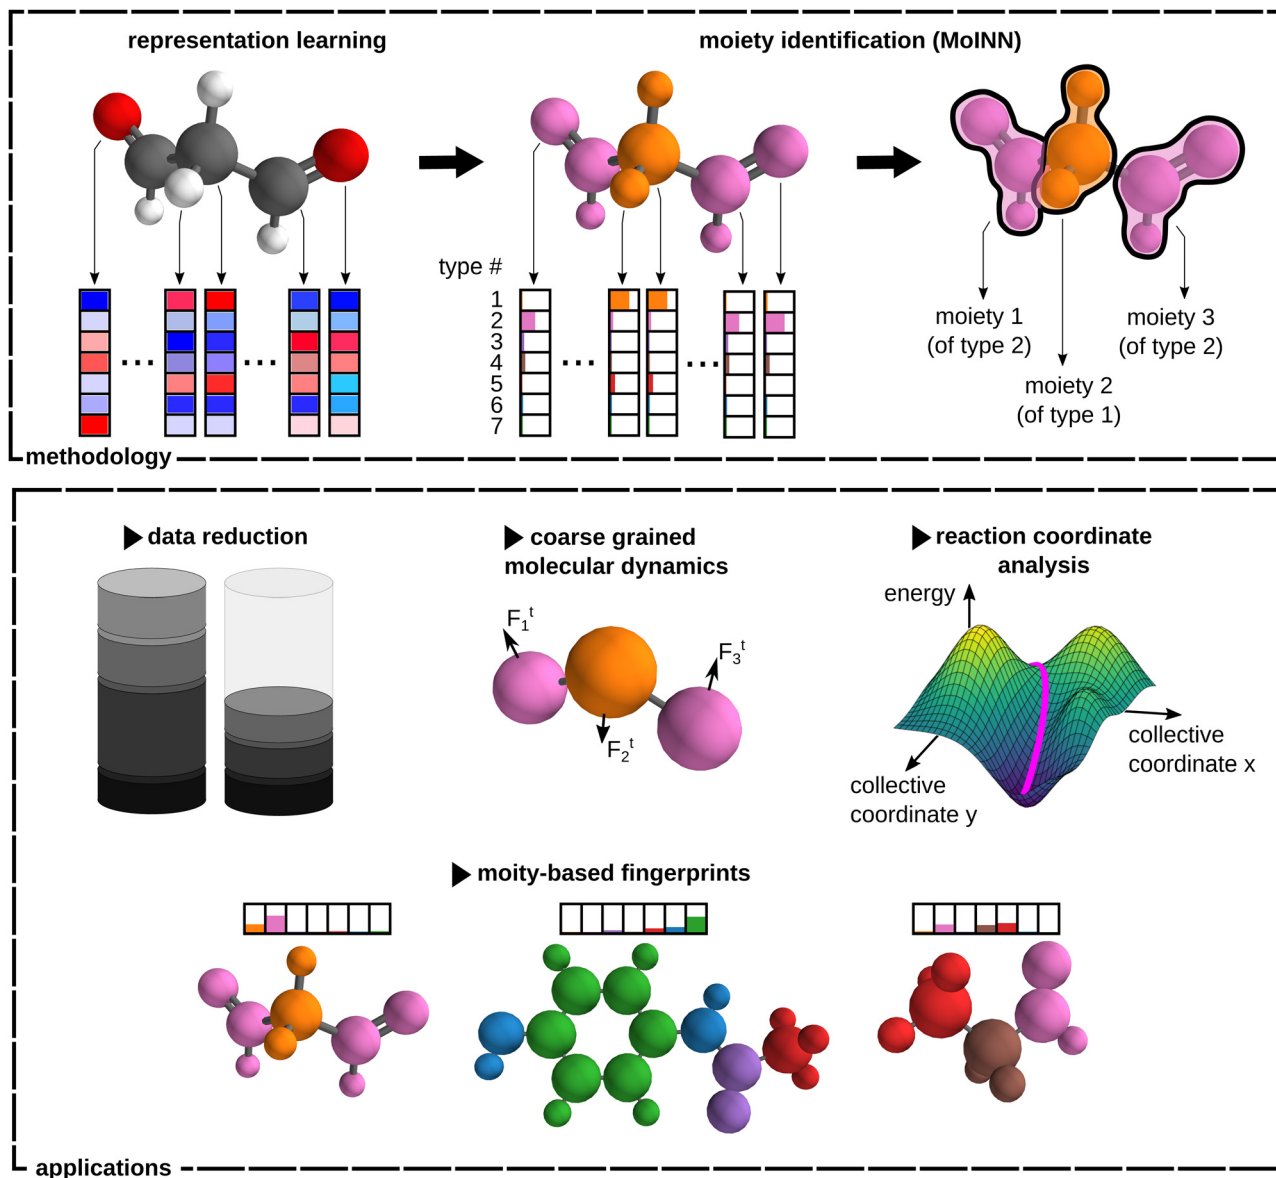 representation learning
moiety identification (MoINN)
type #
1
2
3
4
5
6
7
...
...
...
...
moiety 1
(of type 2)
moiety 2
(of type 1)
moiety 3
(of type 2)
methodology
data reduction
coarse grained
molecular dynamics
F1t
F2t
F3t
reaction coordinate
analysis
energy
collective
coordinate x
collective
coordinate y
moity-based fingerprints
applications